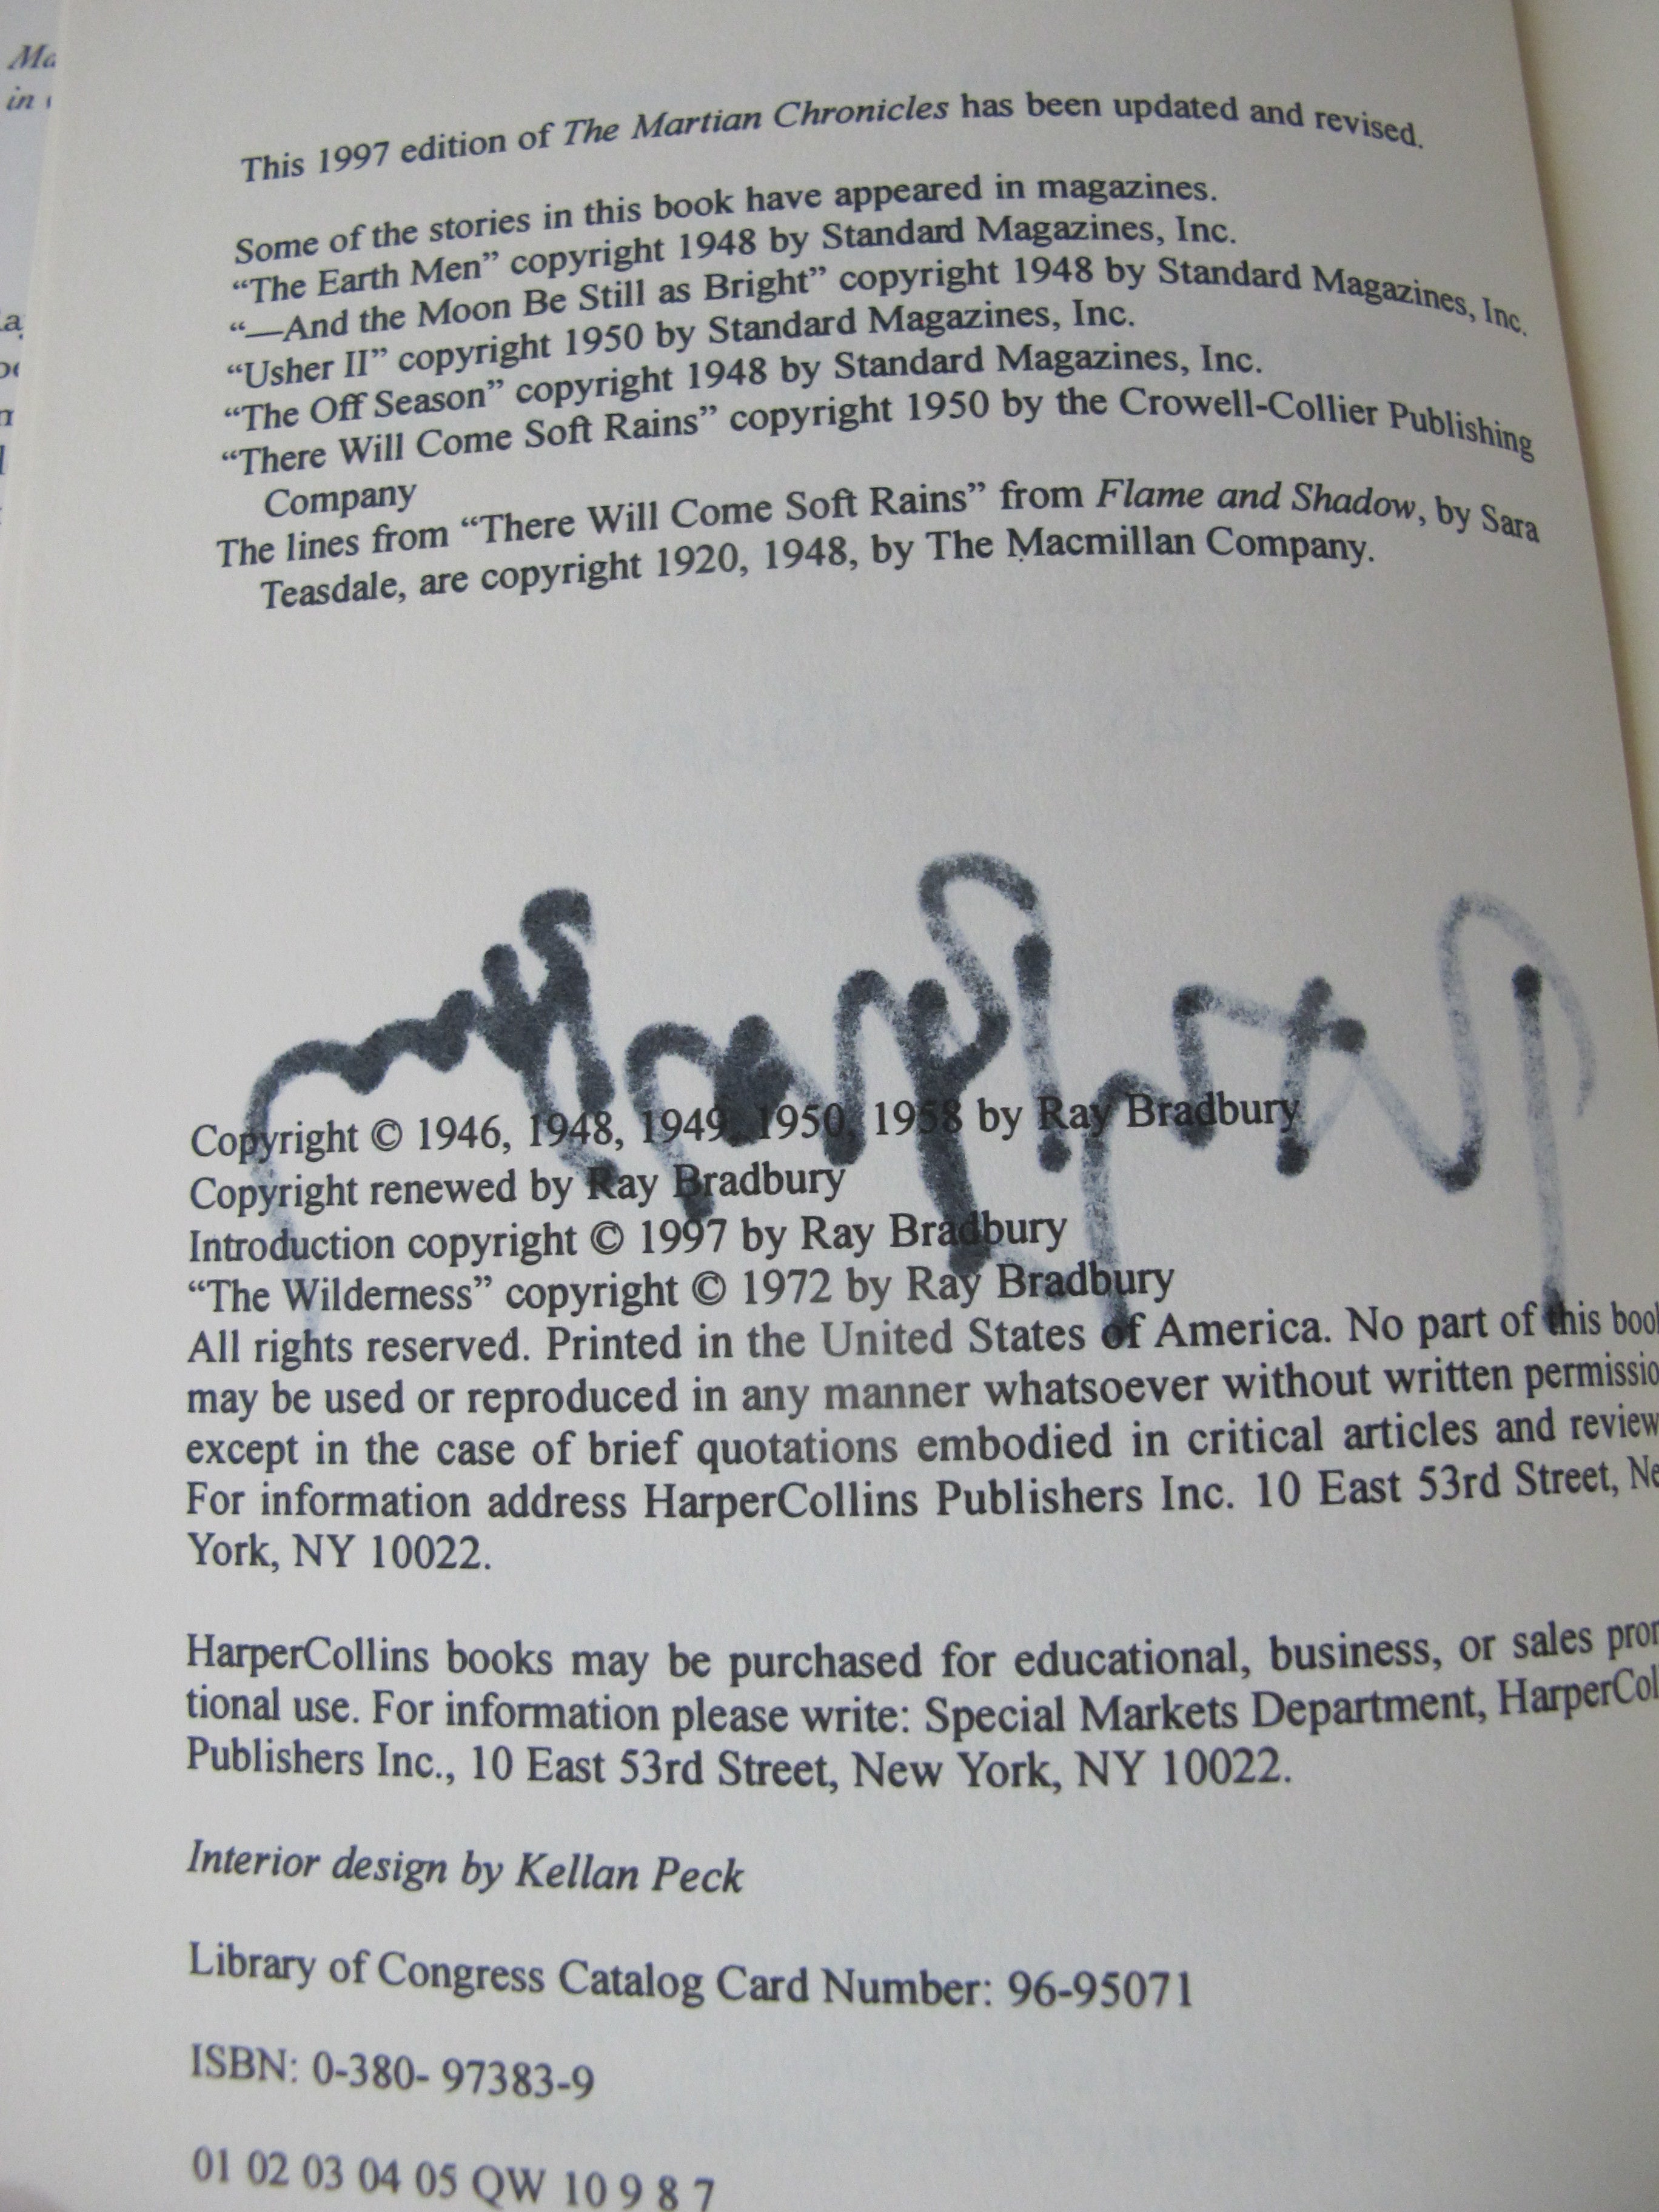 This 1997 edition of The Martian Chronicles has been updated and revised.
Some of the stories in this book have appeared in magazines.
“The Earth Men” copyright 1948 by Standard Magazines, Inc.
“—And the Moon Be Still as Bright” copyright 1948 by Standard Magazines, Inc.
“Usher II” copyright 1950 by Standard Magazines, Inc.
“The Off Season” copyright 1948 by Standard Magazines, Inc.
“There Will Come Soft Rains” copyright 1950 by the Crowell-Collier Publishing
Company
The lines from “There Will Come Soft Rains” from Flame and Shadow, by Sara
Teasdale, are copyright 1920, 1948, by The Macmillan Company.
Copyright © 1946, 1948, 1949, 1950, 1958 by Ray Bradbury
Copyright renewed by Ray Bradbury
Introduction copyright © 1997 by Ray Bradbury
“The Wilderness” copyright © 1972 by Ray Bradbury
All rights reserved. Printed in the United States of America. No part of this
may be used or reproduced in any manner whatsoever without written
except in the case of brief quotations embodied in critical articles and
For information address HarperCollins Publishers Inc. 10 East 53rd Street,
York, NY 10022.
HarperCollins books may be purchased for educational, business, or sales
tional use. For information please write: Special Markets Department,
Publishers Inc., 10 East 53rd Street, New York, NY 10022.
Interior design by Kellan Peck
Library of Congress Catalog Card Number: 96-95071
ISBN: 0-380- 97383-9
01 02 03 04 05 QW 10 9 8 7